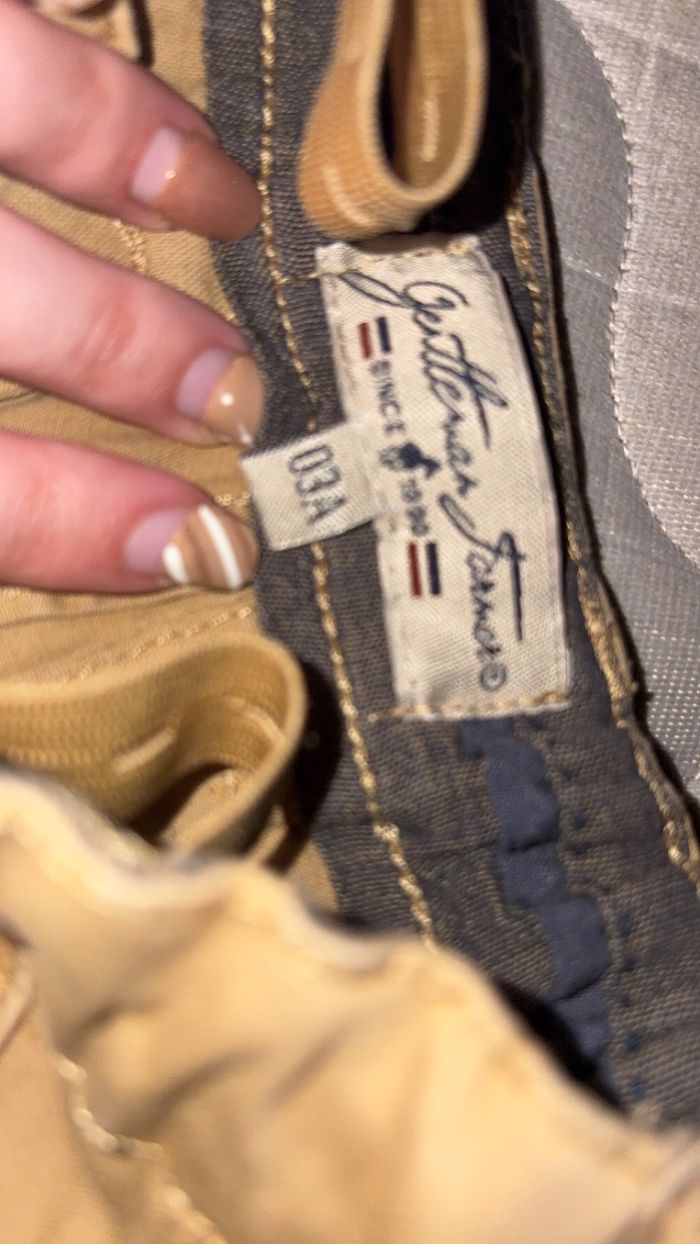 Gentleman Farmer®
SINCE 1990
03A